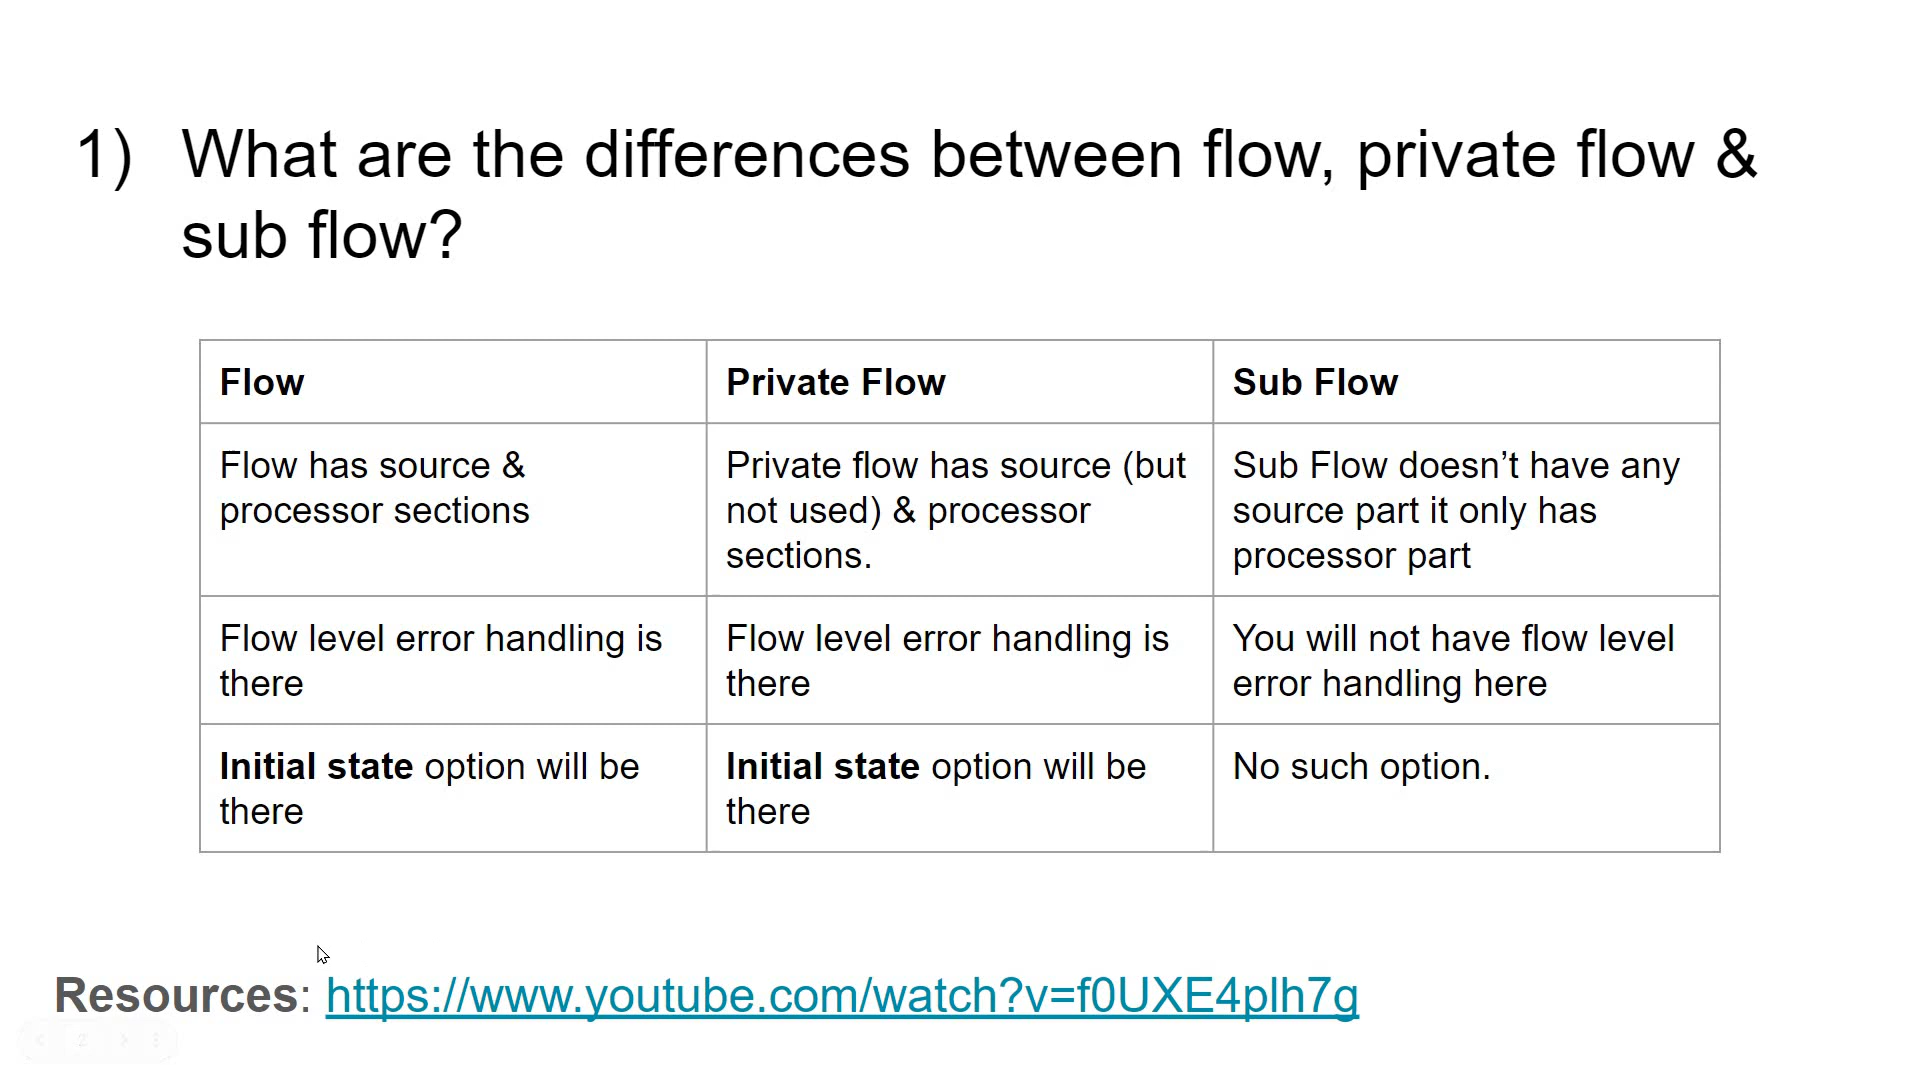 1) What are the differences between flow, private flow &
sub flow?
Flow
Private Flow
Sub Flow
Flow has source &
processor sections
Private flow has source (but
not used) & processor
sections.
Sub Flow doesn’t have any
source part it only has
processor part
Flow level error handling is
there
Flow level error handling is
there
You will not have flow level
error handling here
Initial state option will be
there
Initial state option will be
there
No such option.
Resources: https://www.youtube.com/watch?v=f0UXE4plh7g
2